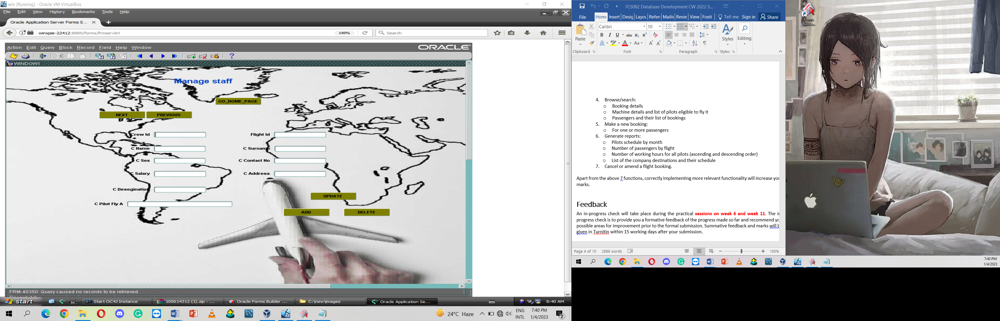 win [Running] - Oracle VM VirtualBox
File Edit View History Bookmarks Tools Help
Oracle Application Server Forms S...
winxpie-22412:8889/forms/frmservlet
140%
Search
Action Edit Query Block Record Field Help Window
ORACLE
WINDOW1
Manage staff
GO_HOME_PAGE
NEXT PREVIOUS
Crew Id
Flight Id
C Name
C Surname
C Sex
C Contact No
C Salary
C Address
C Desegination
C Pilot Fly A
UPDATE
ADD
DELETE
FRM-40350: Query caused no records to be retrieved.
start
Start OC4J Instance
100614312 (1).zip - ...
Oracle Forms Builder ...
C:\new\images
Oracle Application Se...
8:40 AM
24°C Haze
ENG
INTL
7:40 PM
1/4/2023
2
7CS082 Database Development CW 2022 S...
File Home Insert Desig Layou Refer Mailin Revie View Foxit Tell me Sign in Share
Calibri 10
Paste
Styles
Editing
Clipboard
Font
Paragraph
Styles
4. Browse/search:
o Booking details
o Machine details and list of pilots eligible to fly it
o Passengers and their list of bookings
5. Make a new booking:
o For one or more passengers
6. Generate reports:
o Pilots schedule by month
o Number of passengers by flight
o Number of working hours for all pilots (ascending and descending order)
o List of the company destinations and their schedule
7. Cancel or amend a flight booking.
Apart from the above 7 functions, correctly implementing more relevant functionality will increase you
marks.
Feedback
An in-progress check will take place during the practical sessions on week 6 and week 11. The in
progress check is to provide you a formative feedback of the progress made so far and recommend yo
possible areas for improvement prior to the formal submission. Summative feedback and marks will b
given in Turnitin within 15 working days after your submission.
Page 4 of 10 2886 words
100%
7:40 PM
1/4/2023
Forms
Builde...